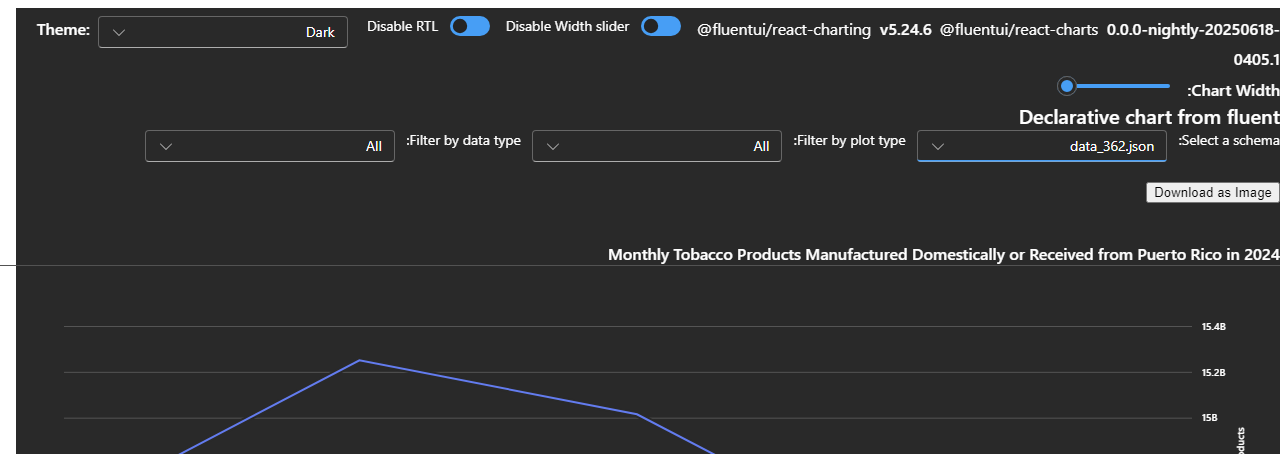 Theme: Dark Disable RTL Disable Width slider @fluentui/react-charting v5.24.6 @fluentui/react-charts 0.0.0-nightly-20250618-
0405.1
:Chart Width
Declarative chart from fluent
:Select a schema data_362.json :Filter by plot type All :Filter by data type All
Download as Image
Monthly Tobacco Products Manufactured Domestically or Received from Puerto Rico in 2024
15.4B
15.2B
15B